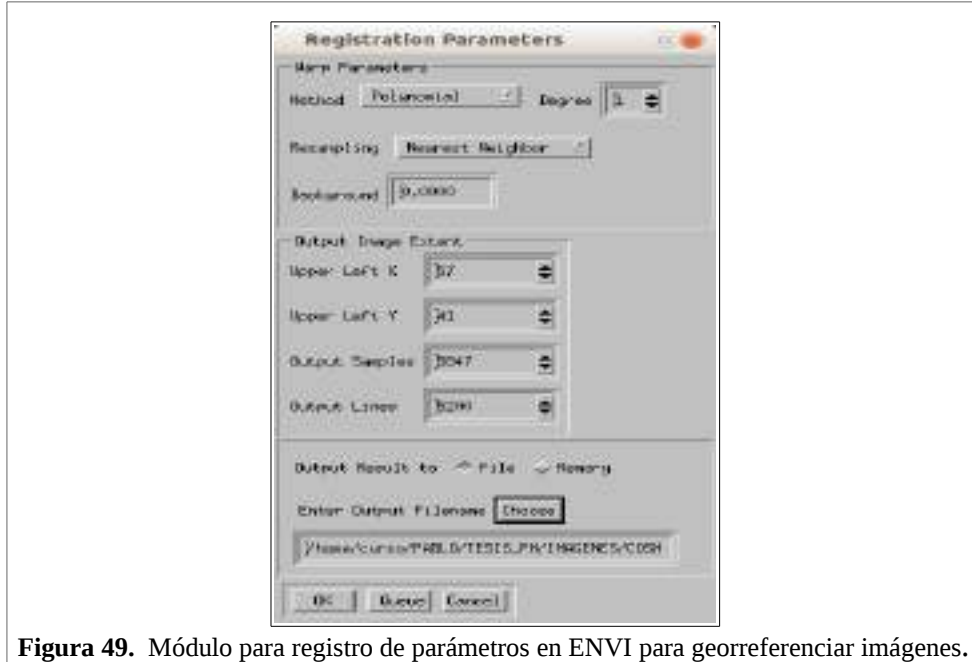 Registration Parameters
Warp Parameters
Method Polynomial Degree 1
Resampling Nearest Neighbor
Background 0.0000
Output Image Extent
Upper Left X 57
Upper Left Y
Output Samples
Output Lines
Output Result to File Memory
Enter Output Filename Choose
OK Queue Cancel
Figura 49. Módulo para registro de parámetros en ENVI para georreferenciar imágenes.